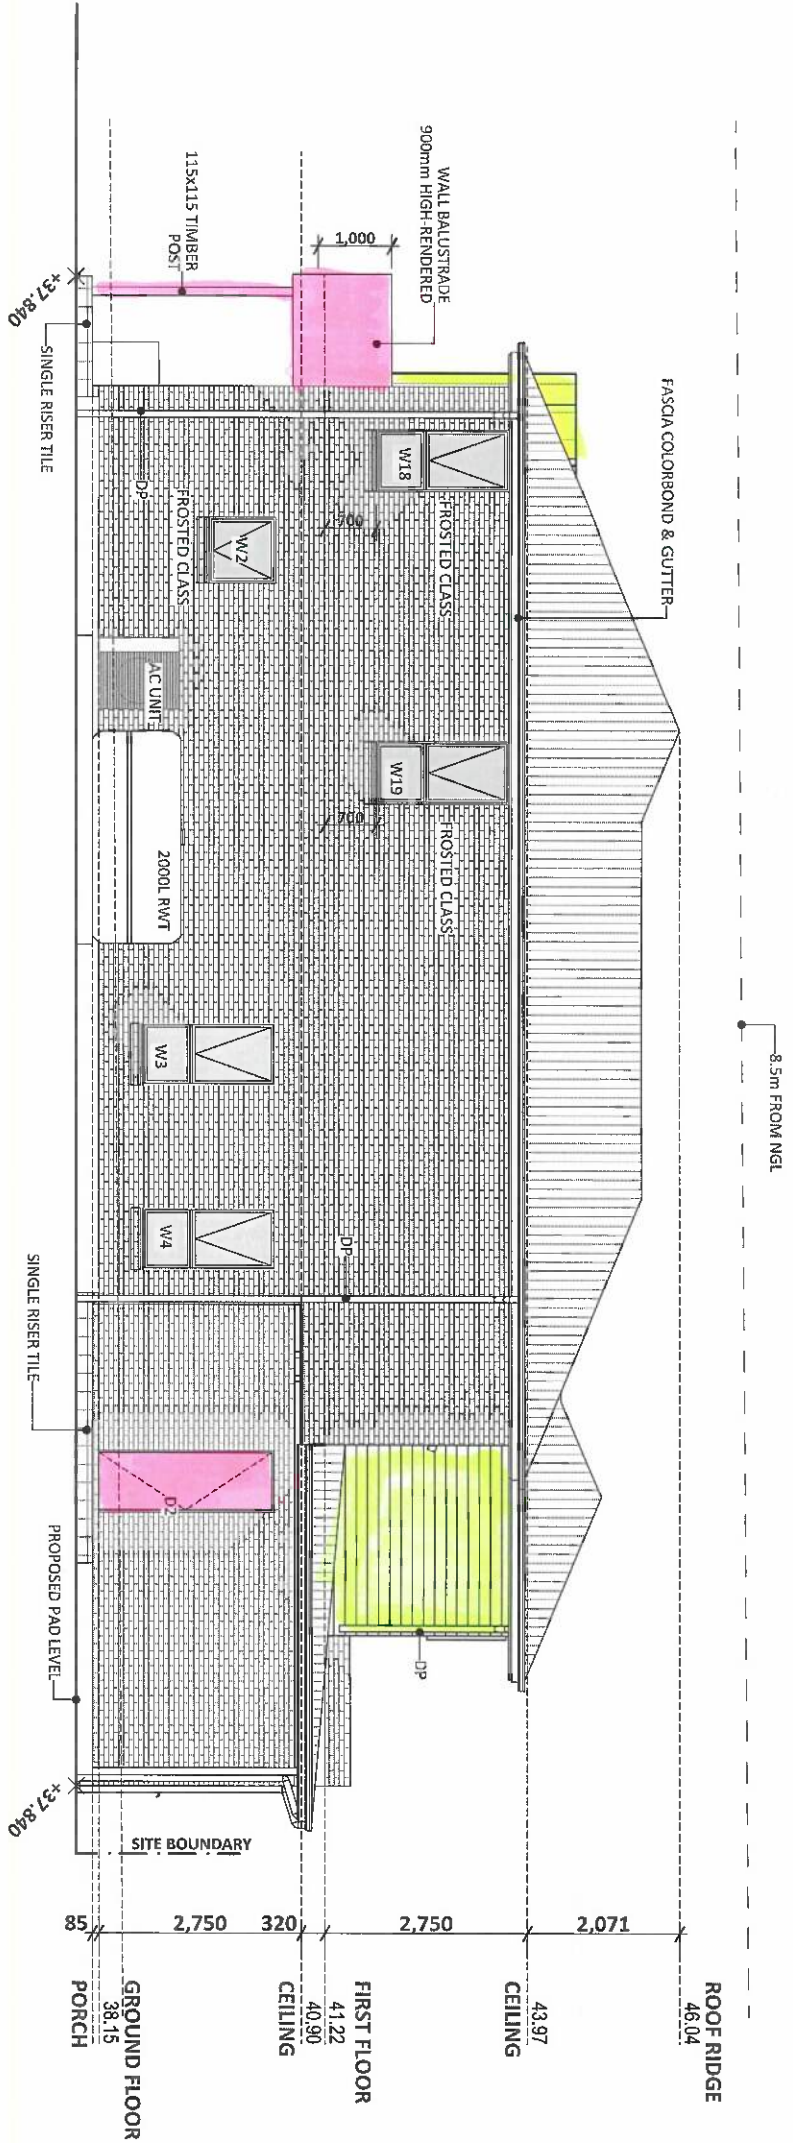 8.5m FROM NGL
FASCIA COLORBOND & GUTTER
WALL BALUSTRADE
900mm HIGH-RENDERED
1,000
115x115 TIMBER
POST
+37.840
SINGLE RISER TILE
DP
FROSTED CLASS
W18
700
FROSTED CLASS
W2
AC UNIT
2000L RWT
W19
700
FROSTED CLASS
W3
W4
DP
SINGLE RISER TILE
D2
DP
PROPOSED PAD LEVEL
+37.840
SITE BOUNDARY
2,071
2,750
320
2,750
85
ROOF RIDGE
46.04
43.97
CEILING
FIRST FLOOR
41.22
40.90
CEILING
GROUND FLOOR
38.15
PORCH